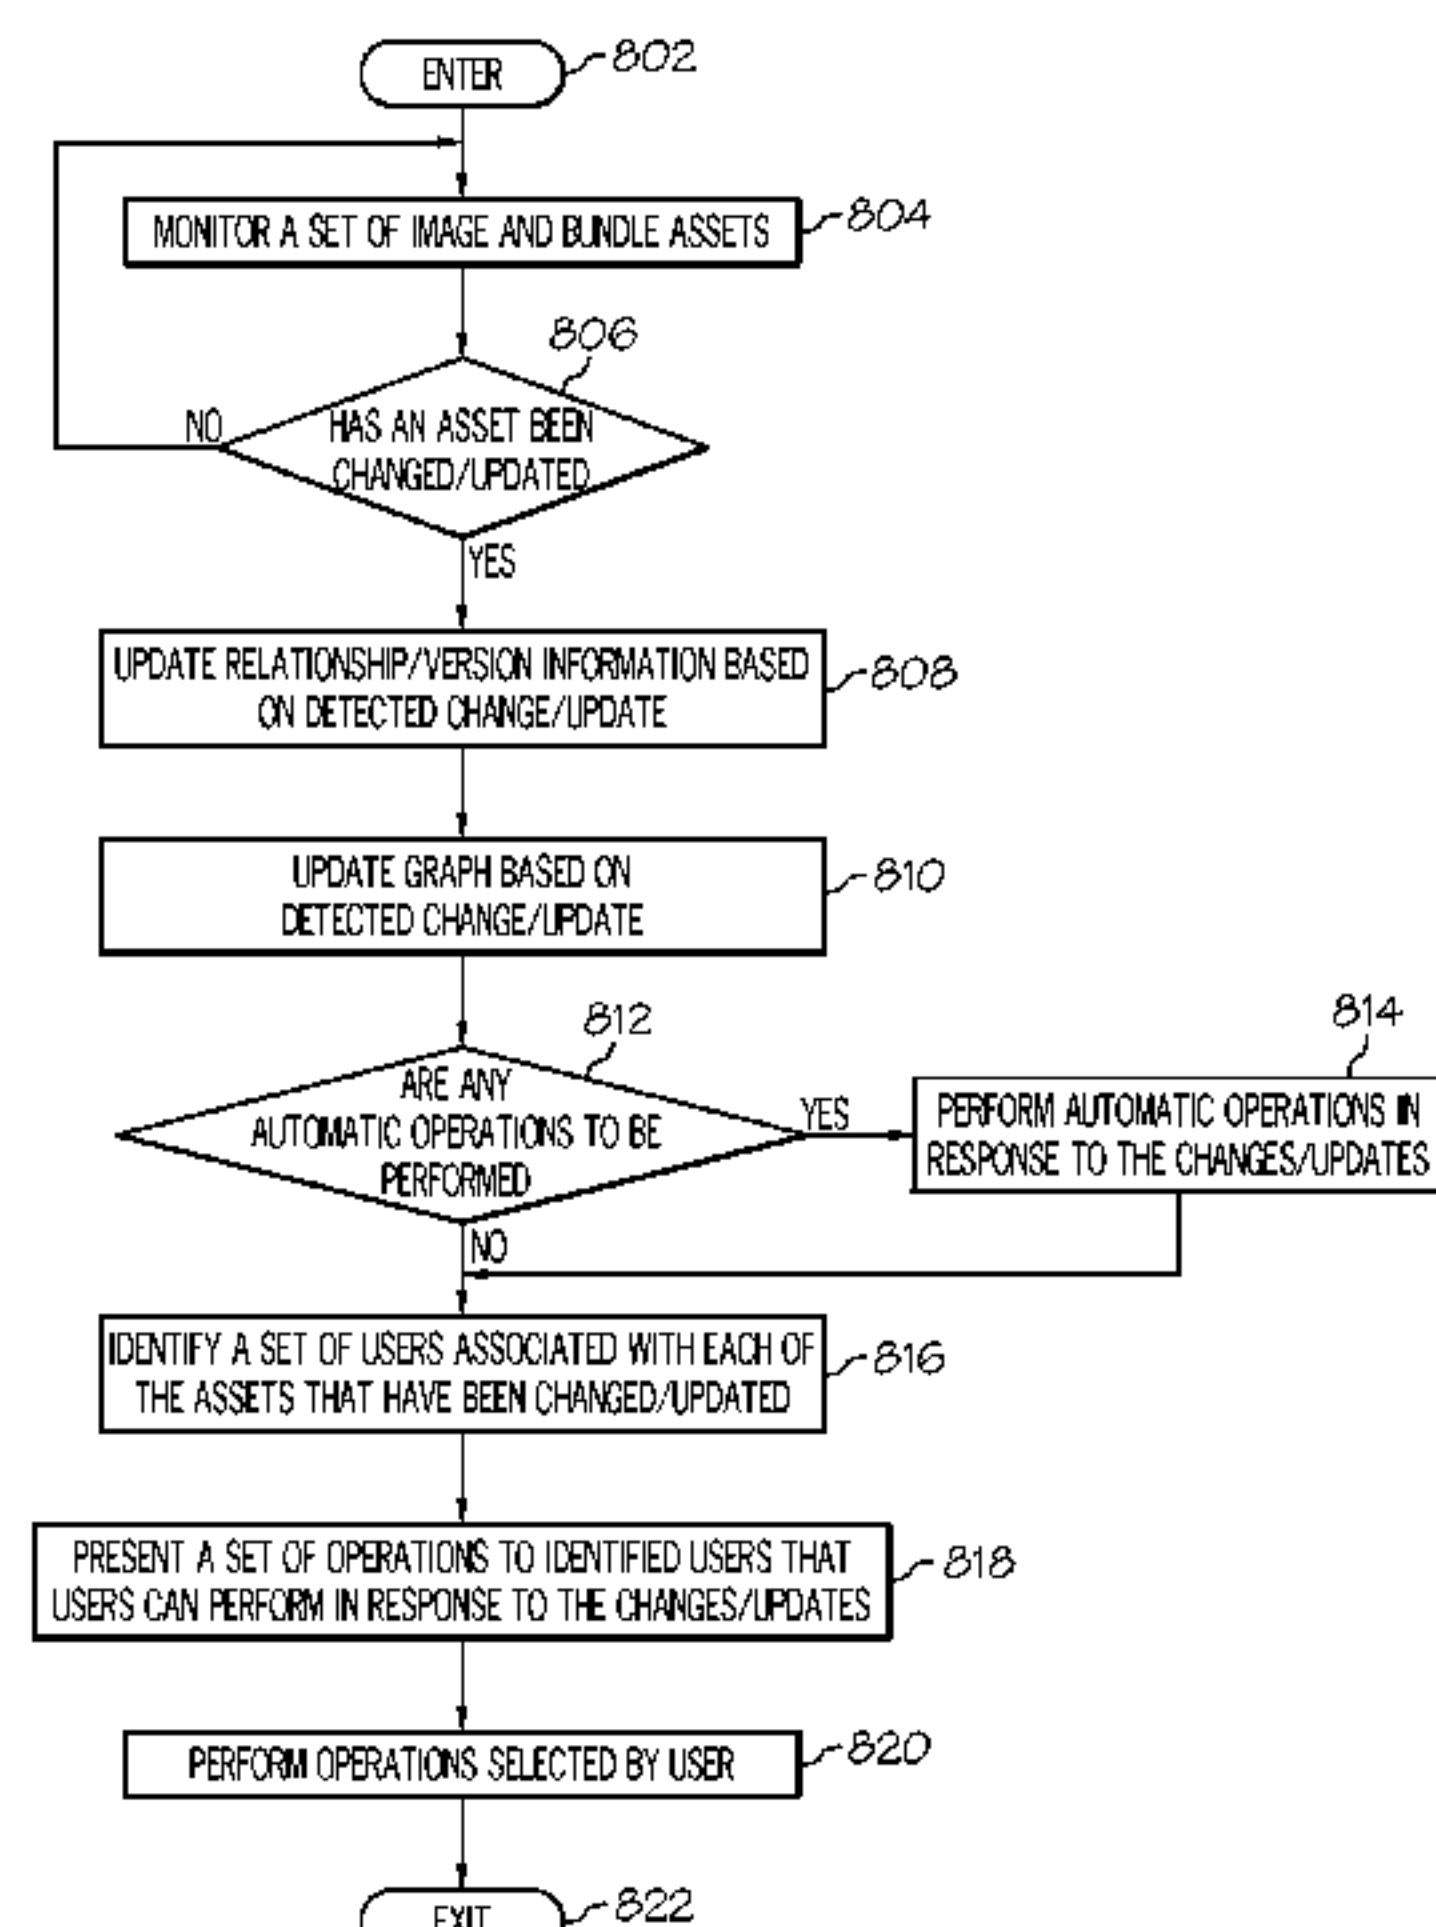 ENTER
802
MONITOR A SET OF IMAGE AND BUNDLE ASSETS
804
806
HAS AN ASSET BEEN
CHANGED/UPDATED
NO
YES
UPDATE RELATIONSHIP/VERSION INFORMATION BASED
ON DETECTED CHANGE/UPDATE
808
UPDATE GRAPH BASED ON
DETECTED CHANGE/UPDATE
810
812
ARE ANY
AUTOMATIC OPERATIONS TO BE
PERFORMED
YES
NO
814
PERFORM AUTOMATIC OPERATIONS IN
RESPONSE TO THE CHANGES/UPDATES
IDENTIFY A SET OF USERS ASSOCIATED WITH EACH OF
THE ASSETS THAT HAVE BEEN CHANGED/UPDATED
816
PRESENT A SET OF OPERATIONS TO IDENTIFIED USERS THAT
USERS CAN PERFORM IN RESPONSE TO THE CHANGES/UPDATES
818
PERFORM OPERATIONS SELECTED BY USER
820
EXIT
822